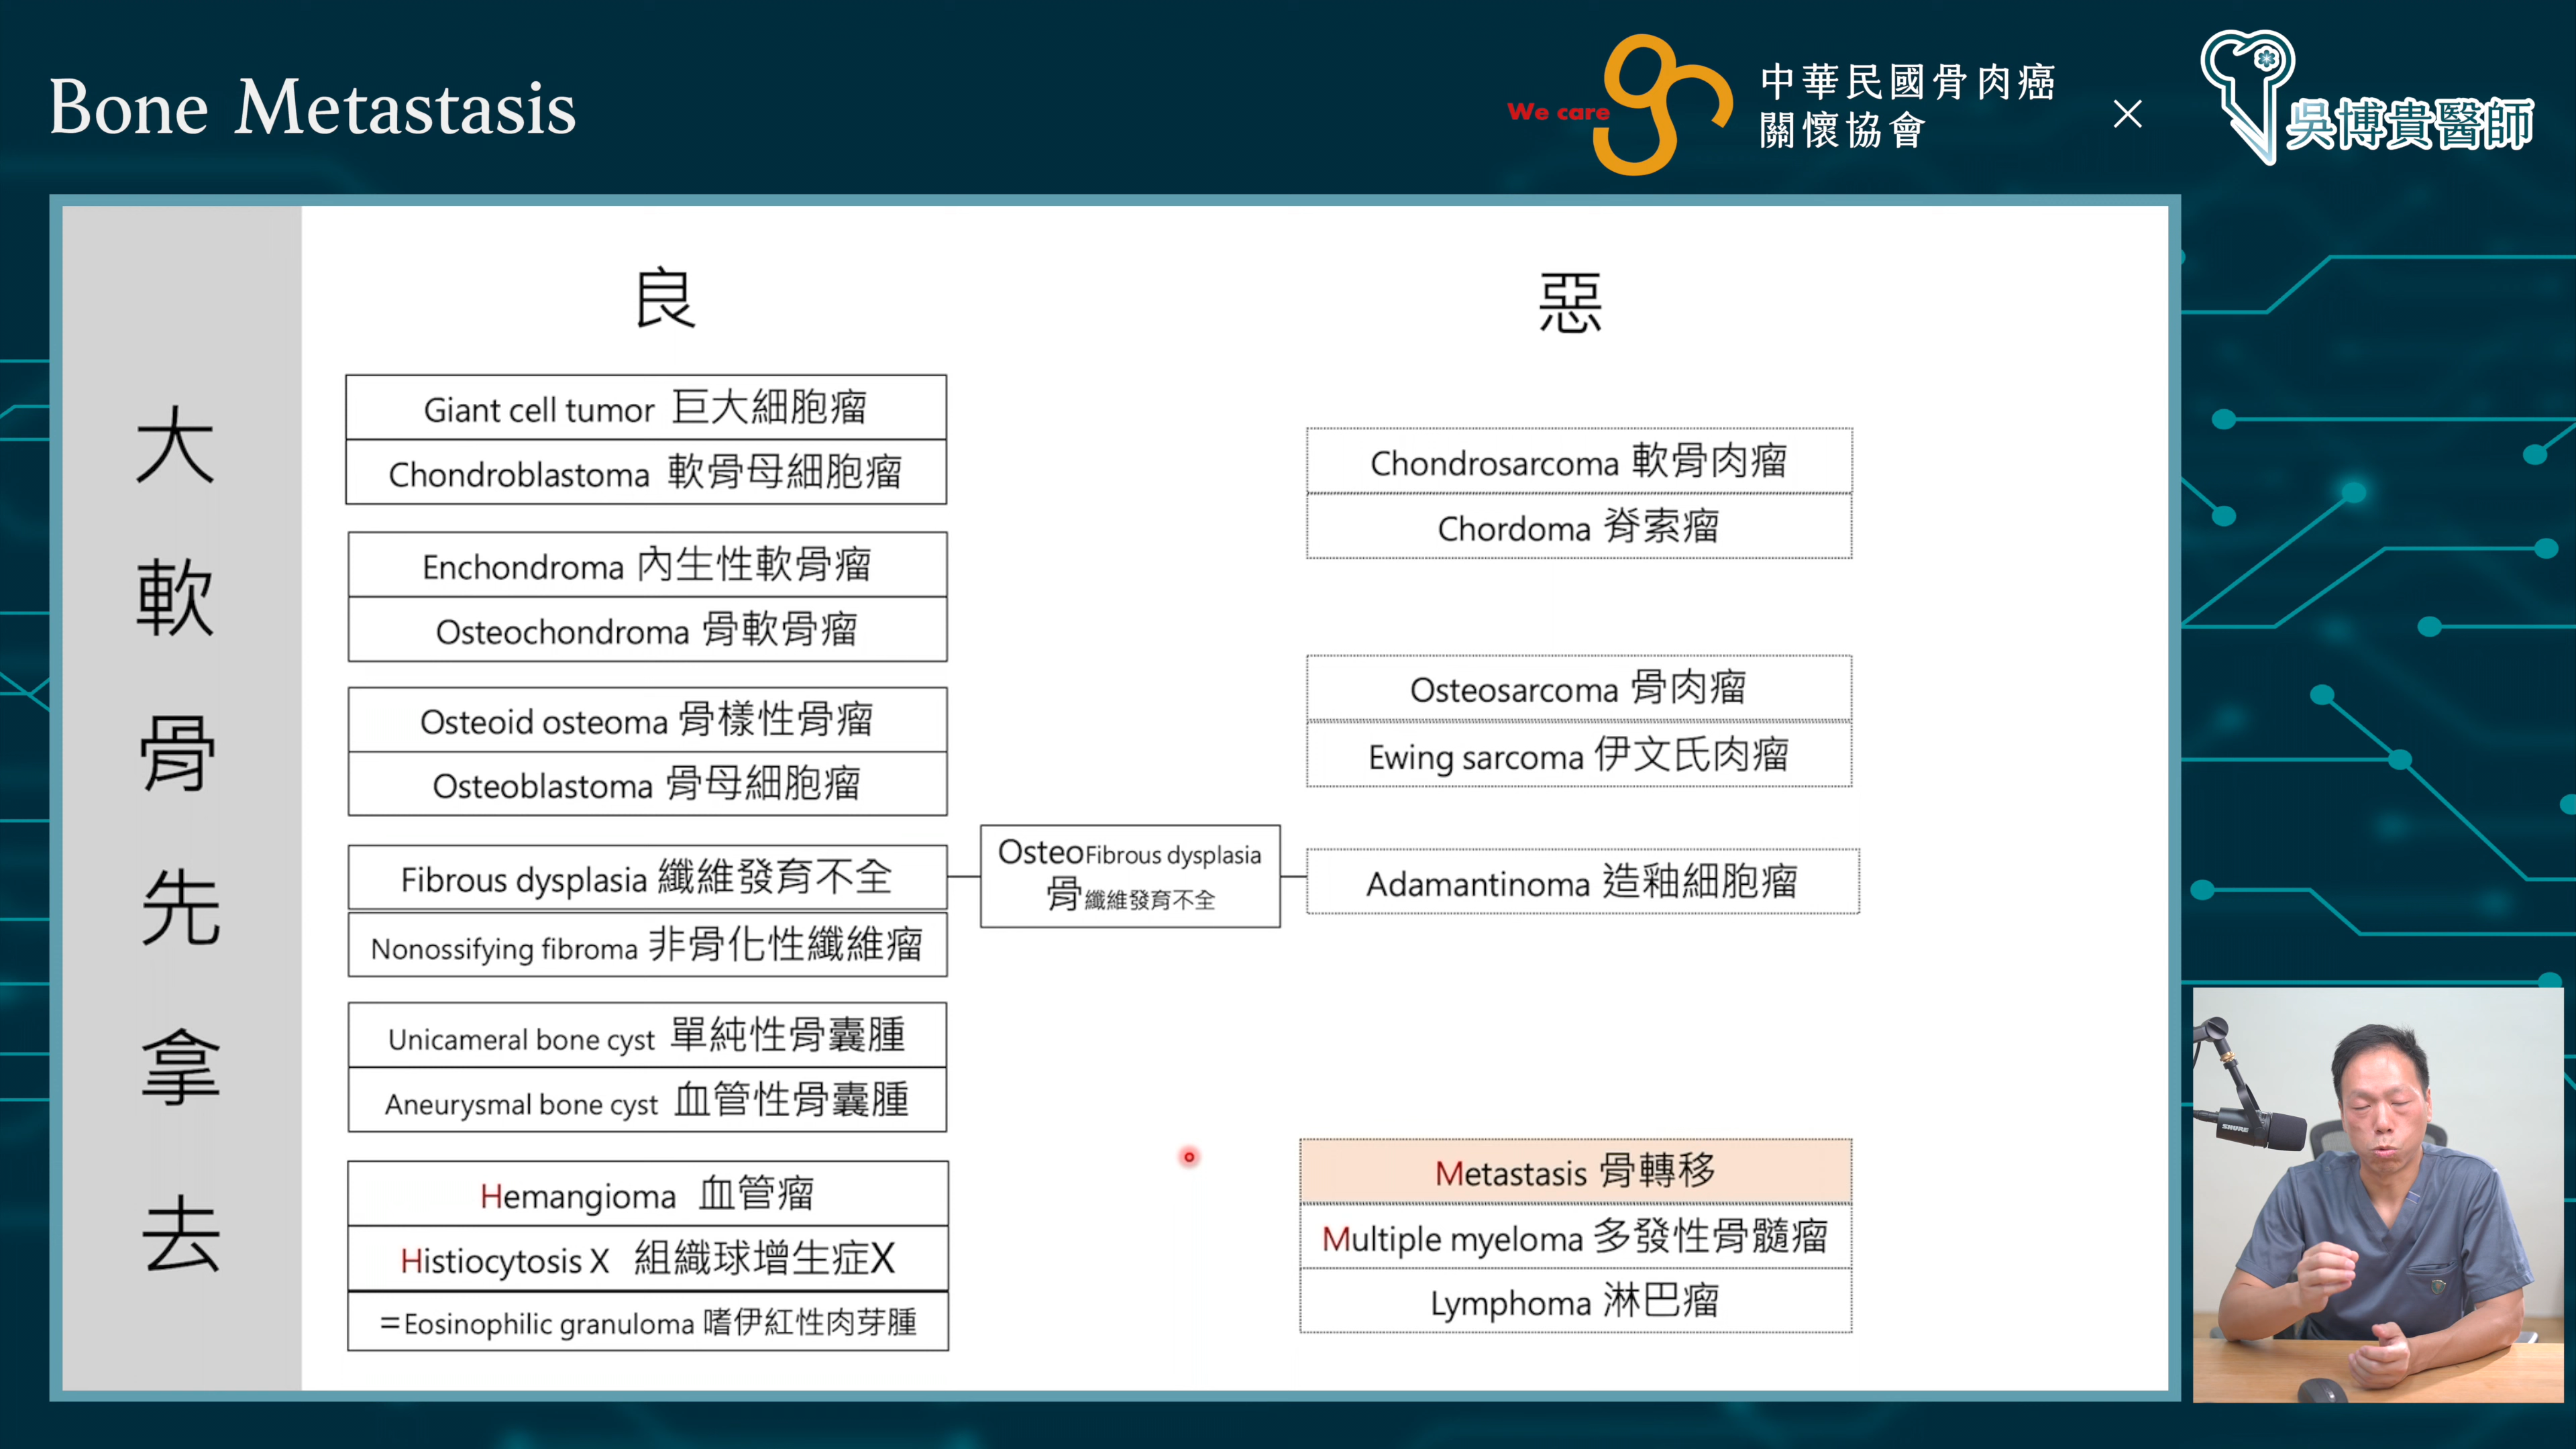 Bone Metastasis
We care
中華民國骨肉癌
關懷協會
×
吳博貴醫師
大
軟
骨
先
拿
去
良
Giant cell tumor 巨大細胞瘤
Chondroblastoma 軟骨母細胞瘤
Enchondroma 內生性軟骨瘤
Osteochondroma 骨軟骨瘤
Osteoid osteoma 骨樣性骨瘤
Osteoblastoma 骨母細胞瘤
Fibrous dysplasia 纖維發育不全
Nonossifying fibroma 非骨化性纖維瘤
Unicameral bone cyst 單純性骨囊腫
Aneurysmal bone cyst 血管性骨囊腫
Hemangioma 血管瘤
Histiocytosis X 組織球增生症X
=Eosinophilic granuloma 嗜伊紅性肉芽腫
OsteoFibrous dysplasia
骨纖維發育不全
惡
Chondrosarcoma 軟骨肉瘤
Chordoma 脊索瘤
Osteosarcoma 骨肉瘤
Ewing sarcoma 伊文氏肉瘤
Adamantinoma 造釉細胞瘤
Metastasis 骨轉移
Multiple myeloma 多發性骨髓瘤
Lymphoma 淋巴瘤
SHURE